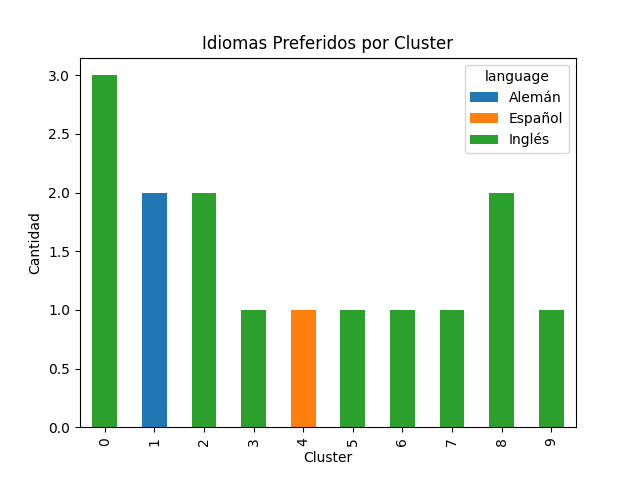 Idiomas Preferidos por Cluster
language
Alemán
Español
Inglés
Cantidad
3.0
2.5
2.0
1.5
1.0
0.5
0.0
0 1 2 3 4 5 6 7 8 9
Cluster